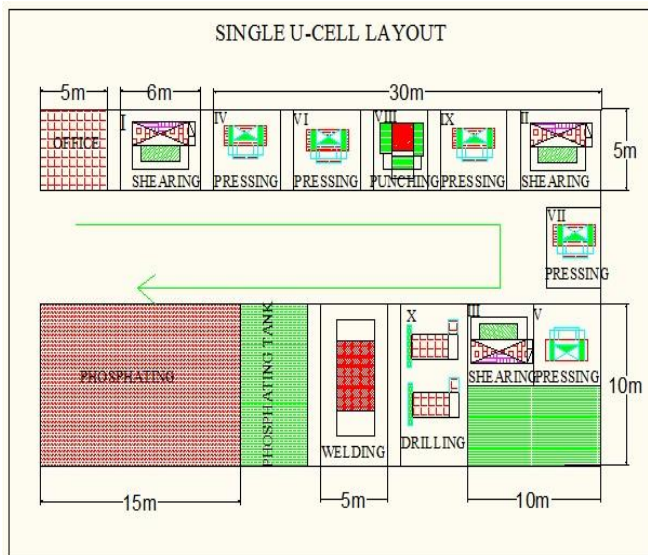 SINGLE U-CELL LAYOUT
5m
6m
30m
OFFICE
I
SHEARING
IV
PRESSING
VI
PRESSING
VIII
PUNCHING
IX
PRESSING
II
SHEARING
5m
VII
PRESSING
PHOSPHATING
PHOSPHATING TANK
WELDING
X
DRILLING
III
SHEARING
V
PRESSING
10m
15m
5m
10m